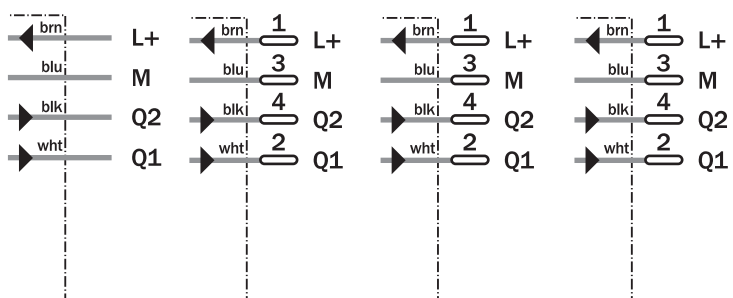 brn L+
blu M
blk Q2
wht Q1
brn 1 L+
blu 3 M
blk 4 Q2
wht 2 Q1
brn 1 L+
blu 3 M
blk 4 Q2
wht 2 Q1
brn 1 L+
blu 3 M
blk 4 Q2
wht 2 Q1